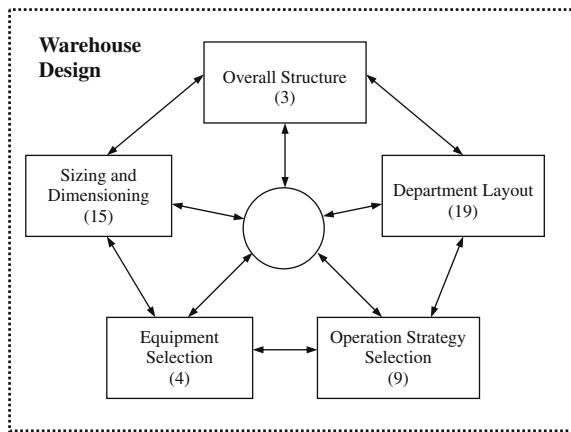 Warehouse
Design
Overall Structure
(3)
Sizing and
Dimensioning
(15)
Department Layout
(19)
Equipment
Selection
(4)
Operation Strategy
Selection
(9)